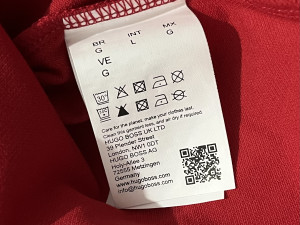 BR INT MX
G L G
VE
G
30°
Care for the planet, make your clothes last.
Clean this garment less, and air dry if required.
HUGO BOSS UK LTD
39 Plender Street
London, NW1 0DT
HUGO BOSS AG
Holy-Allee 3
72555 Metzingen
Germany
www.hugoboss.com
info@hugoboss.com